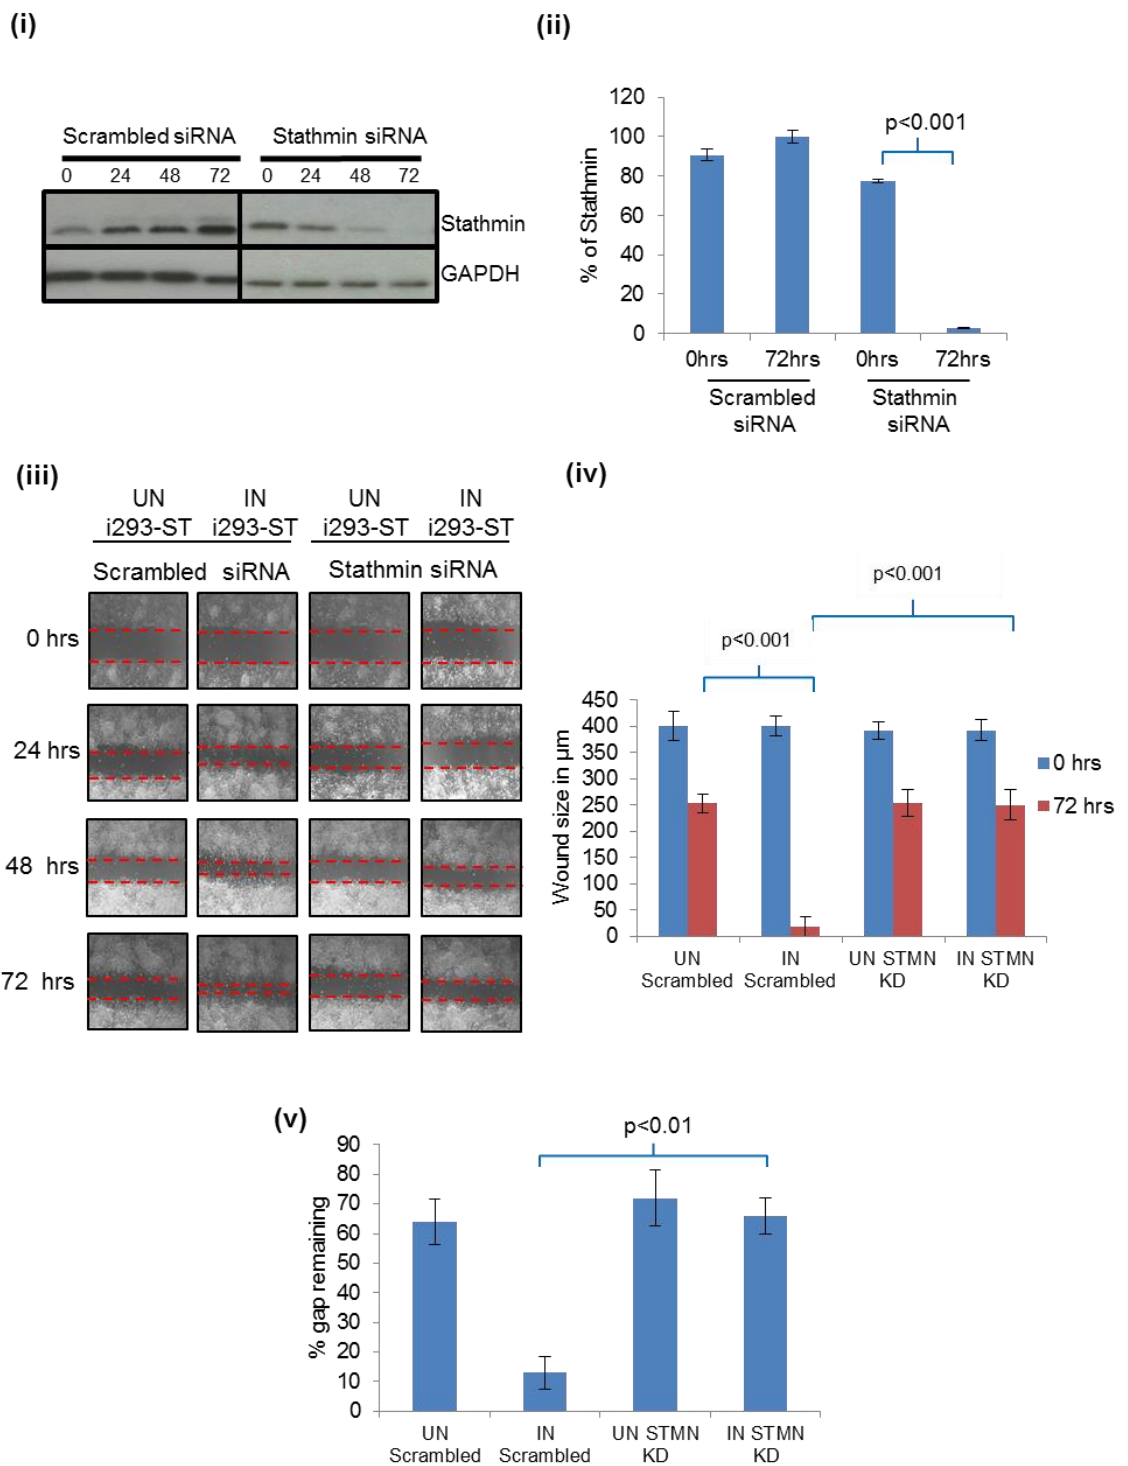 (i)
Scrambled siRNA Stathmin siRNA
0 24 48 72 0 24 48 72
Stathmin
GAPDH
(ii)
120
100
80
60
40
20
0
% of Stathmin
p<0.001
0hrs 72hrs 0hrs 72hrs
Scrambled siRNA
Stathmin siRNA
(iii)
UN i293-ST
IN i293-ST
UN i293-ST
IN i293-ST
Scrambled siRNA
Stathmin siRNA
0 hrs
24 hrs
48 hrs
72 hrs
(iv)
p<0.001
p<0.001
450
400
350
300
250
200
150
100
50
0
Wound size in µm
0 hrs
72 hrs
UN Scrambled
IN Scrambled
UN STMN KD
IN STMN KD
(v)
p<0.01
90
80
70
60
50
40
30
20
10
0
% gap remaining
UN Scrambled
IN Scrambled
UN STMN KD
IN STMN KD